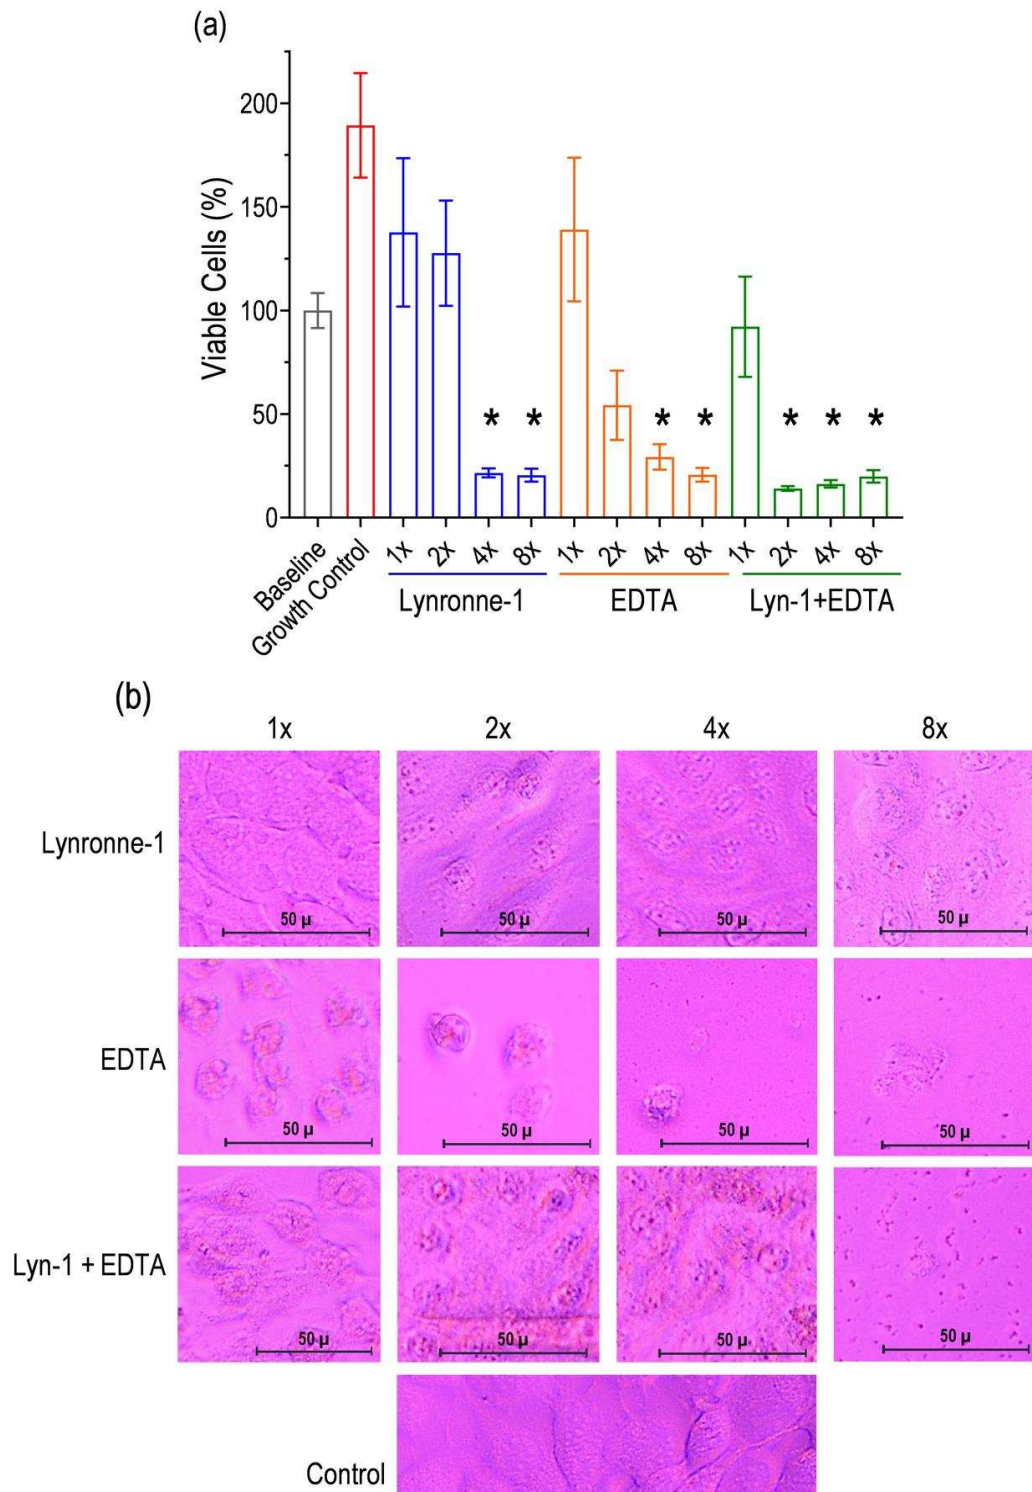 (a)
Viable Cells (%)
200
150
100
50
0
* * * * * * *
Baseline
Growth Control
1x 2x 4x 8x 1x 2x 4x 8x 1x 2x 4x 8x
Lynronne-1 EDTA Lyn-1+EDTA
(b)
1x 2x 4x 8x
Lynronne-1
50 µ 50 µ 50 µ 50 µ
EDTA
50 µ 50 µ 50 µ 50 µ
Lyn-1 + EDTA
50 µ 50 µ 50 µ 50 µ
Control